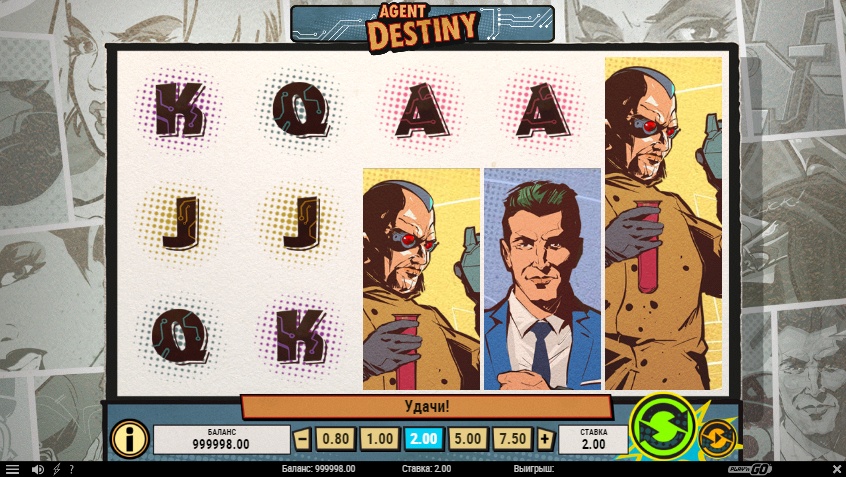 AGENT
DESTINY
K Q A A
J J
Q K
Удачи!
БАЛАНС
999998.00
0.80 1.00 2.00 5.00 7.50
СТАВКА
2.00
Баланс: 999998.00 Ставка: 2.00 Выигрыш:
PLAY'N GO